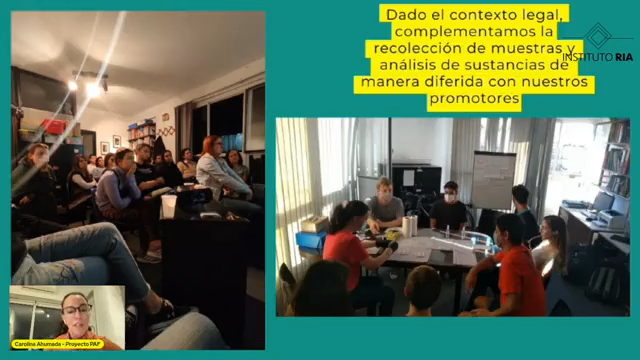 Dado el contexto legal,
complementamos la
recolección de muestras y
análisis de sustancias de
manera diferida con nuestros
promotores
INSTITUTO RIA
Carolina Ahumada - Proyecto PAF